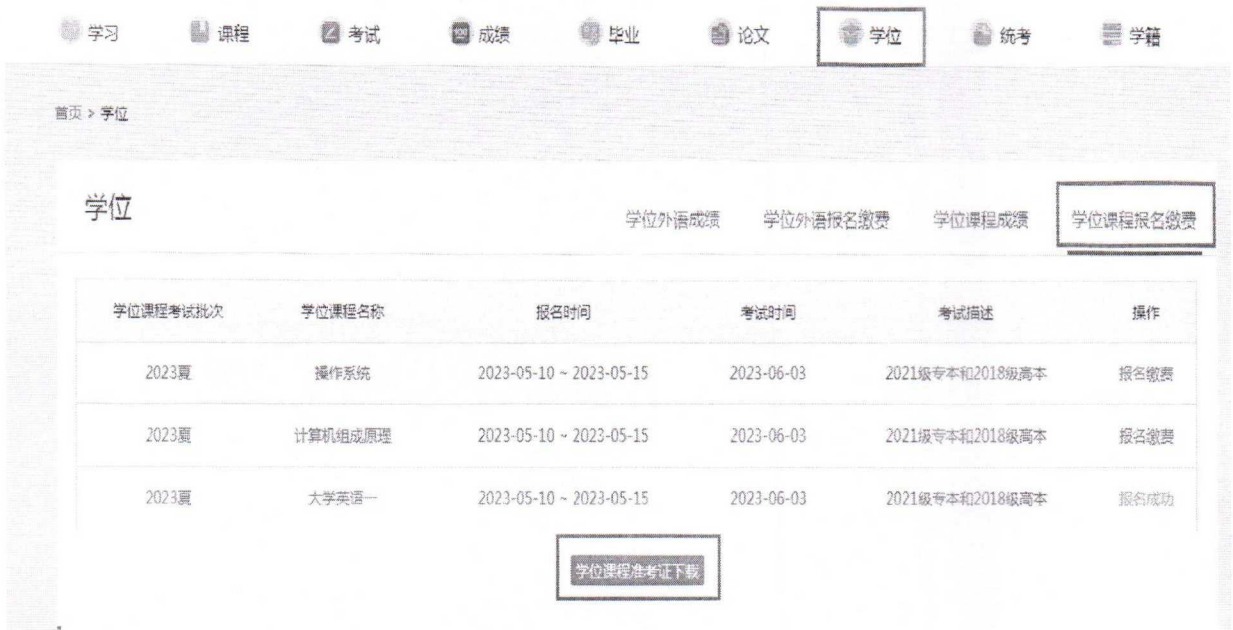 学习 课程 考试 成绩 毕业 论文 学位 统考 学籍
首页 > 学位
学位
学位外语成绩 学位外语报名缴费 学位课程成绩 学位课程报名缴费
学位课程考试批次 学位课程名称 报名时间 考试时间 考试描述 操作
2023夏 操作系统 2023-05-10 ~ 2023-05-15 2023-06-03 2021级专本和2018级高本 报名缴费
2023夏 计算机组成原理 2023-05-10 ~ 2023-05-15 2023-06-03 2021级专本和2018级高本 报名缴费
2023夏 大学英语一 2023-05-10 ~ 2023-05-15 2023-06-03 2021级专本和2018级高本 报名成功
学位课程准考证下载